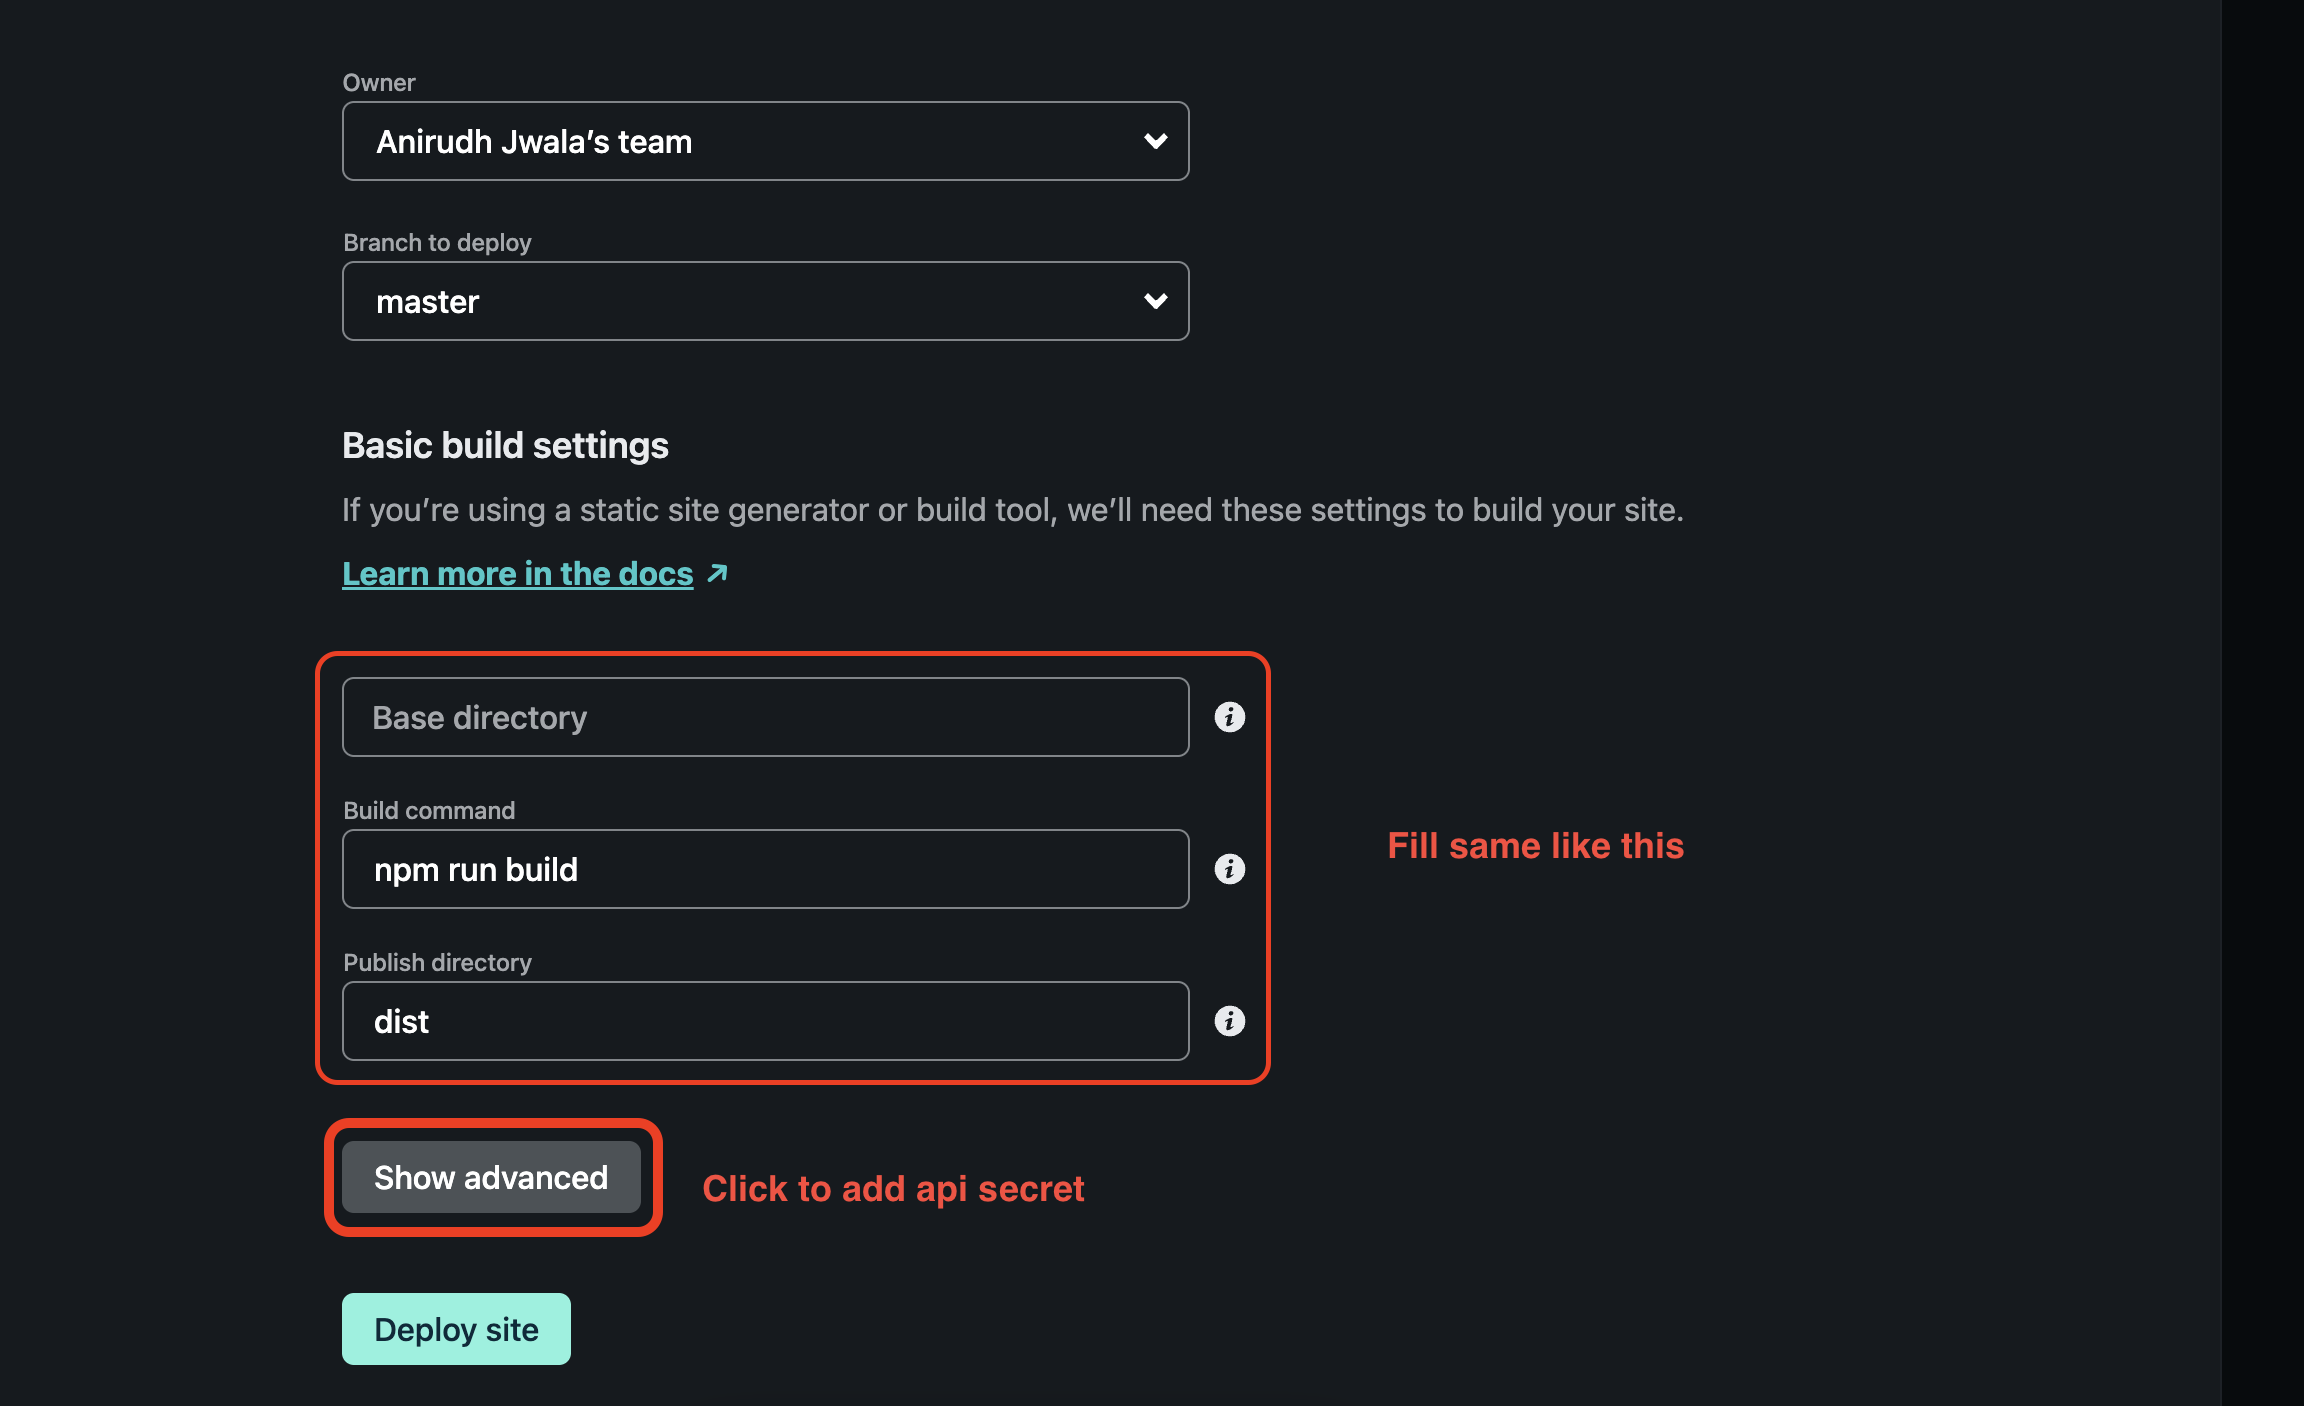 Owner
Anirudh Jwala’s team
Branch to deploy
master
Basic build settings
If you’re using a static site generator or build tool, we’ll need these settings to build your site.
Learn more in the docs ↗
Base directory
Build command
npm run build
Fill same like this
Publish directory
dist
Show advanced
Click to add api secret
Deploy site